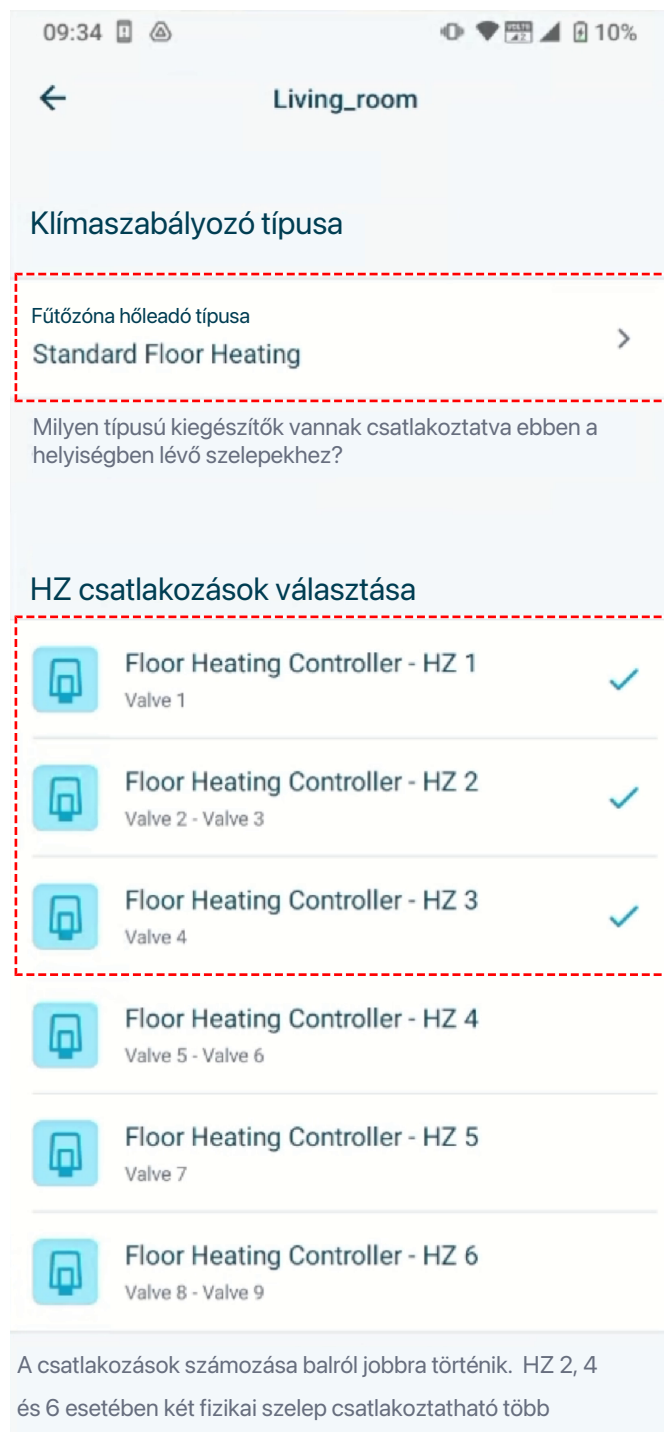 09:34
VOLTE
10%
Living_room
Klímaszabályozó típusa
Fűtőzóna hőleadó típusa
Standard Floor Heating
Milyen típusú kiegészítők vannak csatlakoztatva ebben a
helyiségben lévő szelepekhez?
HZ csatlakozások választása
Floor Heating Controller - HZ 1
Valve 1
Floor Heating Controller - HZ 2
Valve 2 - Valve 3
Floor Heating Controller - HZ 3
Valve 4
Floor Heating Controller - HZ 4
Valve 5 - Valve 6
Floor Heating Controller - HZ 5
Valve 7
Floor Heating Controller - HZ 6
Valve 8 - Valve 9
A csatlakozások számozása balról jobbra történik. HZ 2, 4
és 6 esetében két fizikai szelep csatlakoztatható több